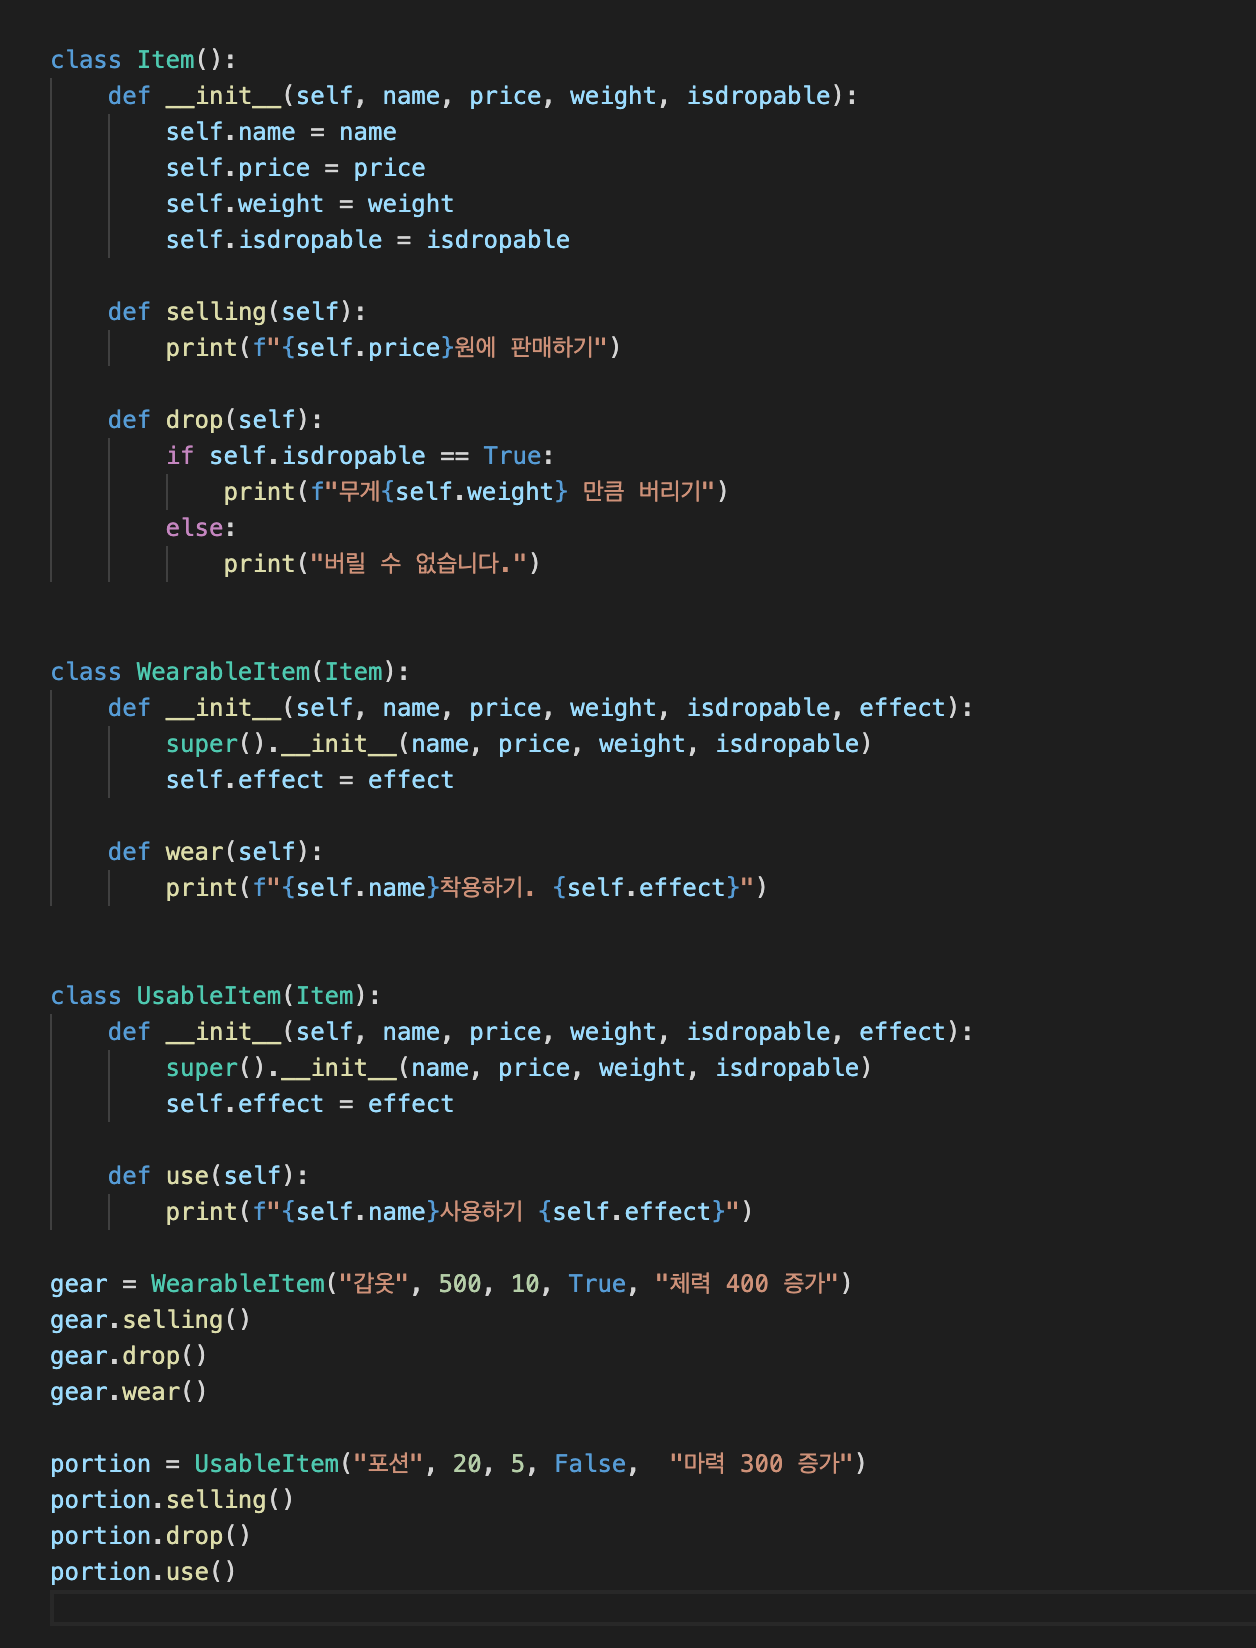 class Item():
    def __init__(self, name, price, weight, isdropable):
        self.name = name
        self.price = price
        self.weight = weight
        self.isdropable = isdropable

    def selling(self):
        print(f"{self.price}원에 판매하기")

    def drop(self):
        if self.isdropable == True:
            print(f"무게{self.weight} 만큼 버리기")
        else:
            print("버릴 수 없습니다.")


class WearableItem(Item):
    def __init__(self, name, price, weight, isdropable, effect):
        super().__init__(name, price, weight, isdropable)
        self.effect = effect

    def wear(self):
        print(f"{self.name}착용하기. {self.effect}")


class UsableItem(Item):
    def __init__(self, name, price, weight, isdropable, effect):
        super().__init__(name, price, weight, isdropable)
        self.effect = effect

    def use(self):
        print(f"{self.name}사용하기 {self.effect}")

gear = WearableItem("갑옷", 500, 10, True, "체력 400 증가")
gear.selling()
gear.drop()
gear.wear()

portion = UsableItem("포션", 20, 5, False,  "마력 300 증가")
portion.selling()
portion.drop()
portion.use()